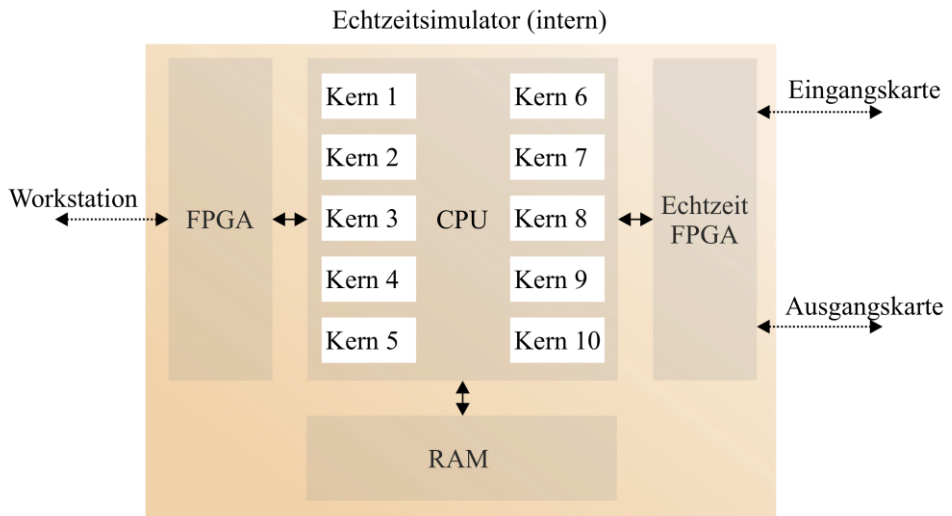 Echtzeitsimulator (intern)
Kern 1
Kern 6
Eingangskarte
Kern 2
Kern 7
Workstation
FPGA
Kern 3
CPU
Kern 8
Echtzeit
FPGA
Kern 4
Kern 9
Ausgangskarte
Kern 5
Kern 10
RAM